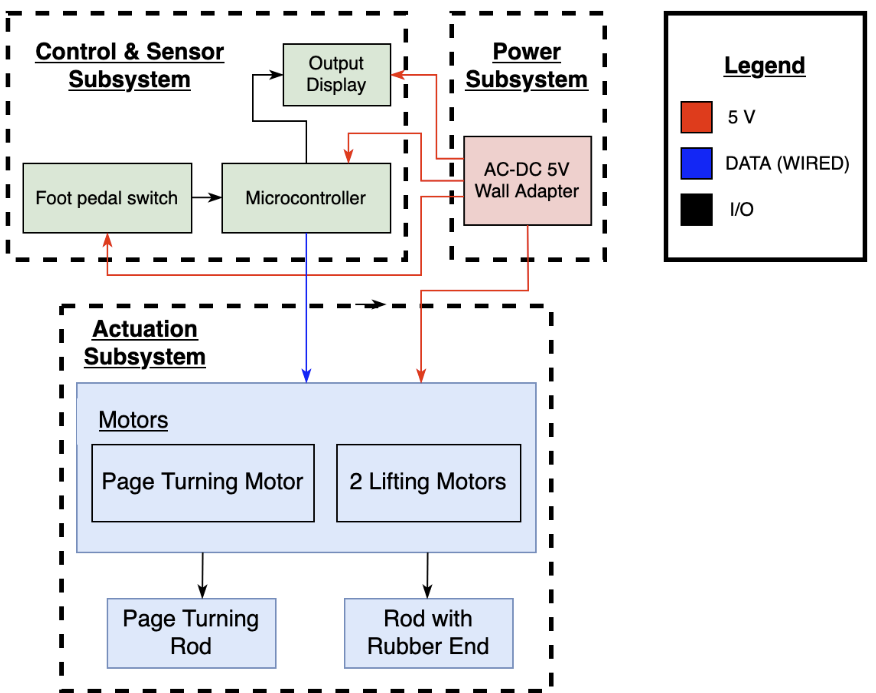 Control & Sensor
Subsystem
Output
Display
Foot pedal switch
Microcontroller
Power
Subsystem
AC-DC 5V
Wall Adapter
Legend
5 V
DATA (WIRED)
I/O
Actuation
Subsystem
Motors
Page Turning Motor
2 Lifting Motors
Page Turning
Rod
Rod with
Rubber End